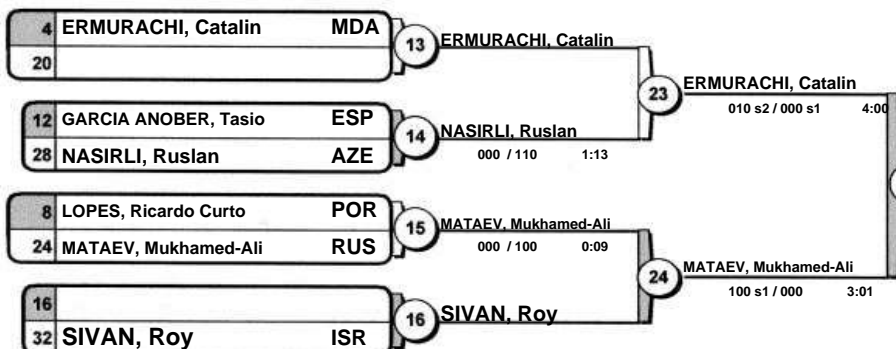 4 ERMURACHI, Catalin MDA
20
13 ERMURACHI, Catalin
12 GARCIA ANOBER, Tasio ESP
28 NASIRLI, Ruslan AZE
14 NASIRLI, Ruslan
000 / 110 1:13
23 ERMURACHI, Catalin
010 s2 / 000 s1 4:00
8 LOPES, Ricardo Curto POR
24 MATAEV, Mukhamed-Ali RUS
15 MATAEV, Mukhamed-Ali
000 / 100 0:09
16
32 SIVAN, Roy ISR
16 SIVAN, Roy
24 MATAEV, Mukhamed-Ali
100 s1 / 000 3:01